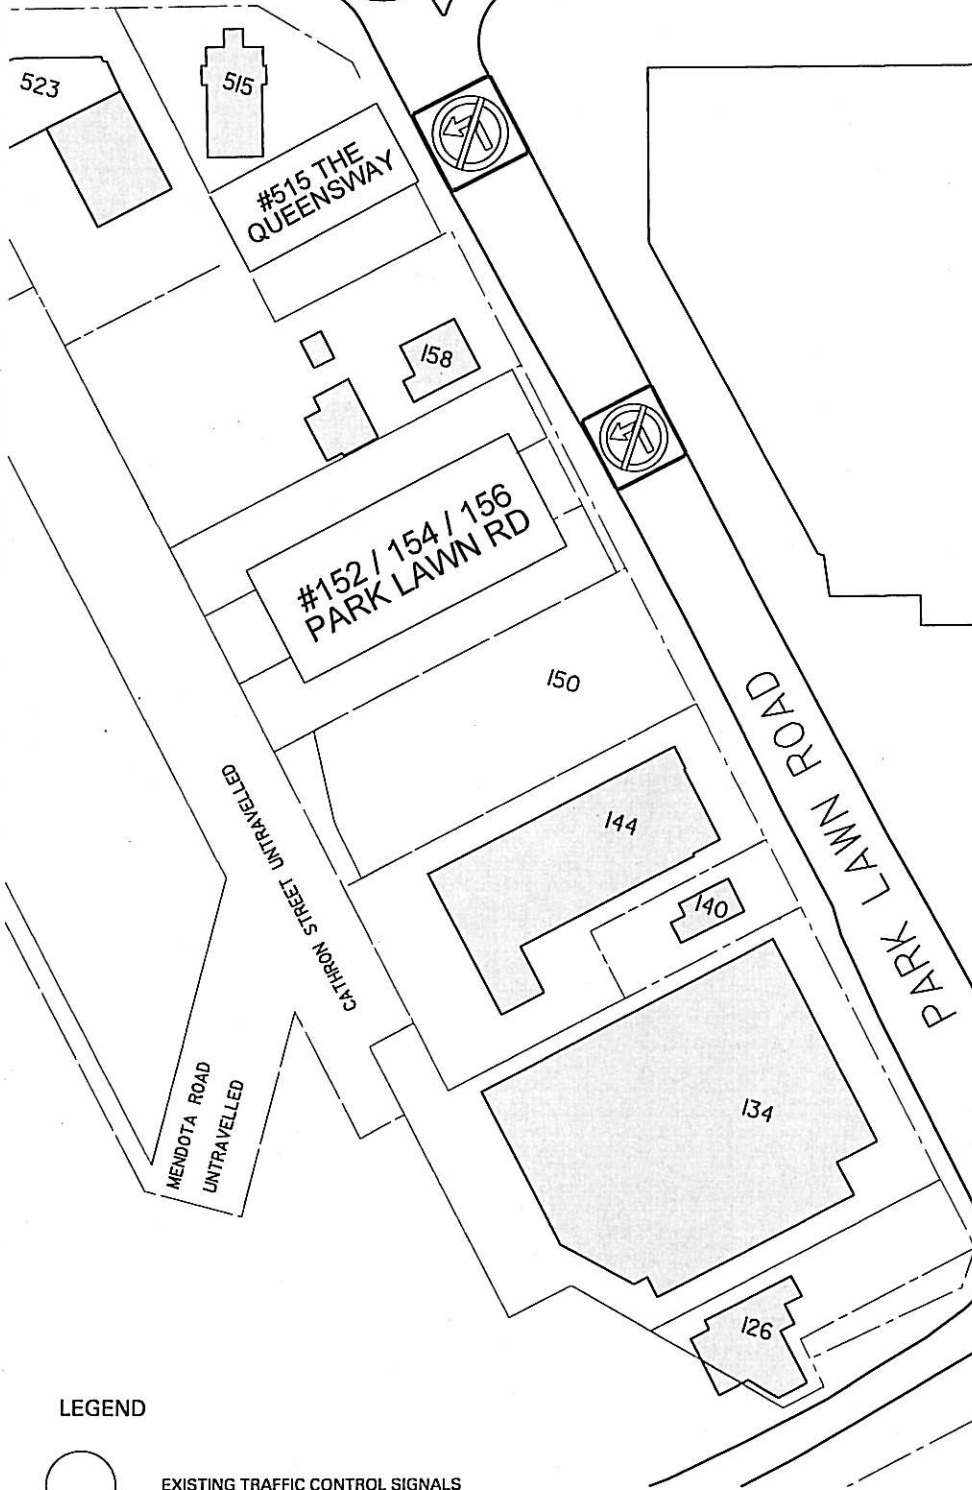 523
515
#515 THE
QUEENSWAY
158
#152 / 154 / 156
PARK LAWN RD
150
PARK LAWN ROAD
CATHRON STREET UNTRAVELLED
144
140
134
MENDOTA ROAD
UNTRAVELLED
126
LEGEND
EXISTING TRAFFIC CONTROL SIGNALS